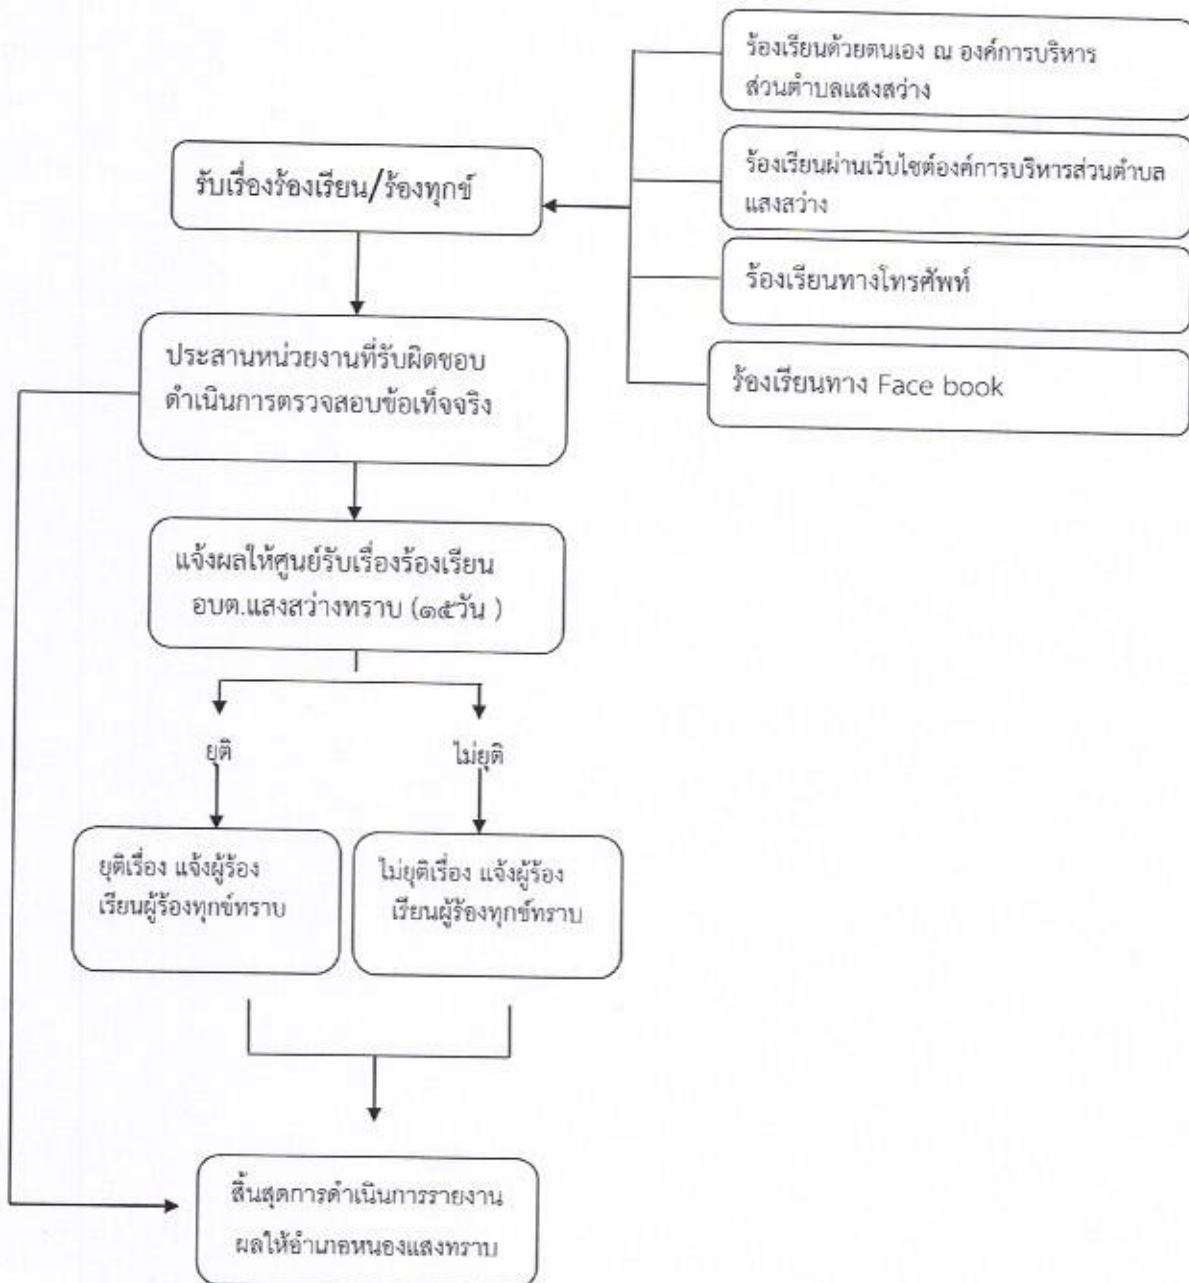 ร้องเรียนด้วยตนเอง ณ องค์การบริหาร
ส่วนตำบลแสงสว่าง
ร้องเรียนผ่านเว็บไซต์องค์การบริหารส่วนตำบล
แสงสว่าง
ร้องเรียนทางโทรศัพท์
ร้องเรียนทาง Face book
รับเรื่องร้องเรียน/ร้องทุกข์
ประสานหน่วยงานที่รับผิดชอบ
ดำเนินการตรวจสอบข้อเท็จจริง
แจ้งผลให้ศูนย์รับเรื่องร้องเรียน
อบต.แสงสว่างทราบ (๑๕วัน )
ยุติ
ไม่ยุติ
ยุติเรื่อง แจ้งผู้ร้อง
เรียนผู้ร้องทุกข์ทราบ
ไม่ยุติเรื่อง แจ้งผู้ร้อง
เรียนผู้ร้องทุกข์ทราบ
สิ้นสุดการดำเนินการรายงาน
ผลให้อำเภอหนองแสงทราบ